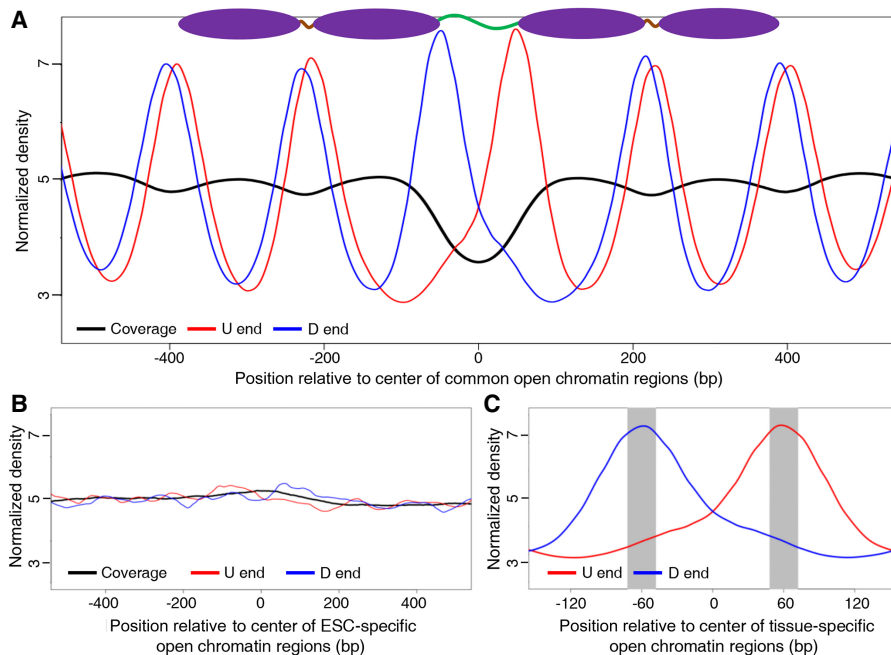 A
Normalized density
7
5
3
Coverage U end D end
-400 -200 0 200 400
Position relative to center of common open chromatin regions (bp)
B
Normalized density
7
5
3
Coverage U end D end
-400 -200 0 200 400
Position relative to center of ESC-specific
open chromatin regions (bp)
C
Normalized density
7
5
3
U end D end
-120 -60 0 60 120
Position relative to center of tissue-specific
open chromatin regions (bp)